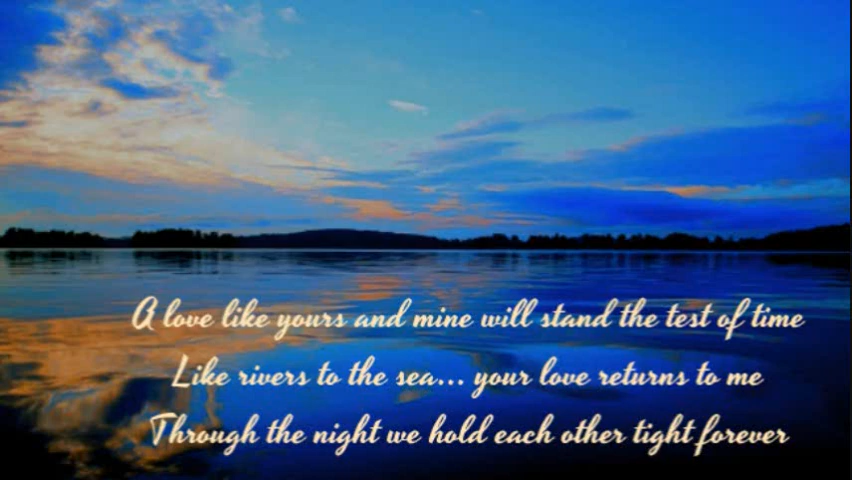 A love like yours and mine will stand the test of time
Like rivers to the sea... your love returns to me
Through the night we hold each other tight forever